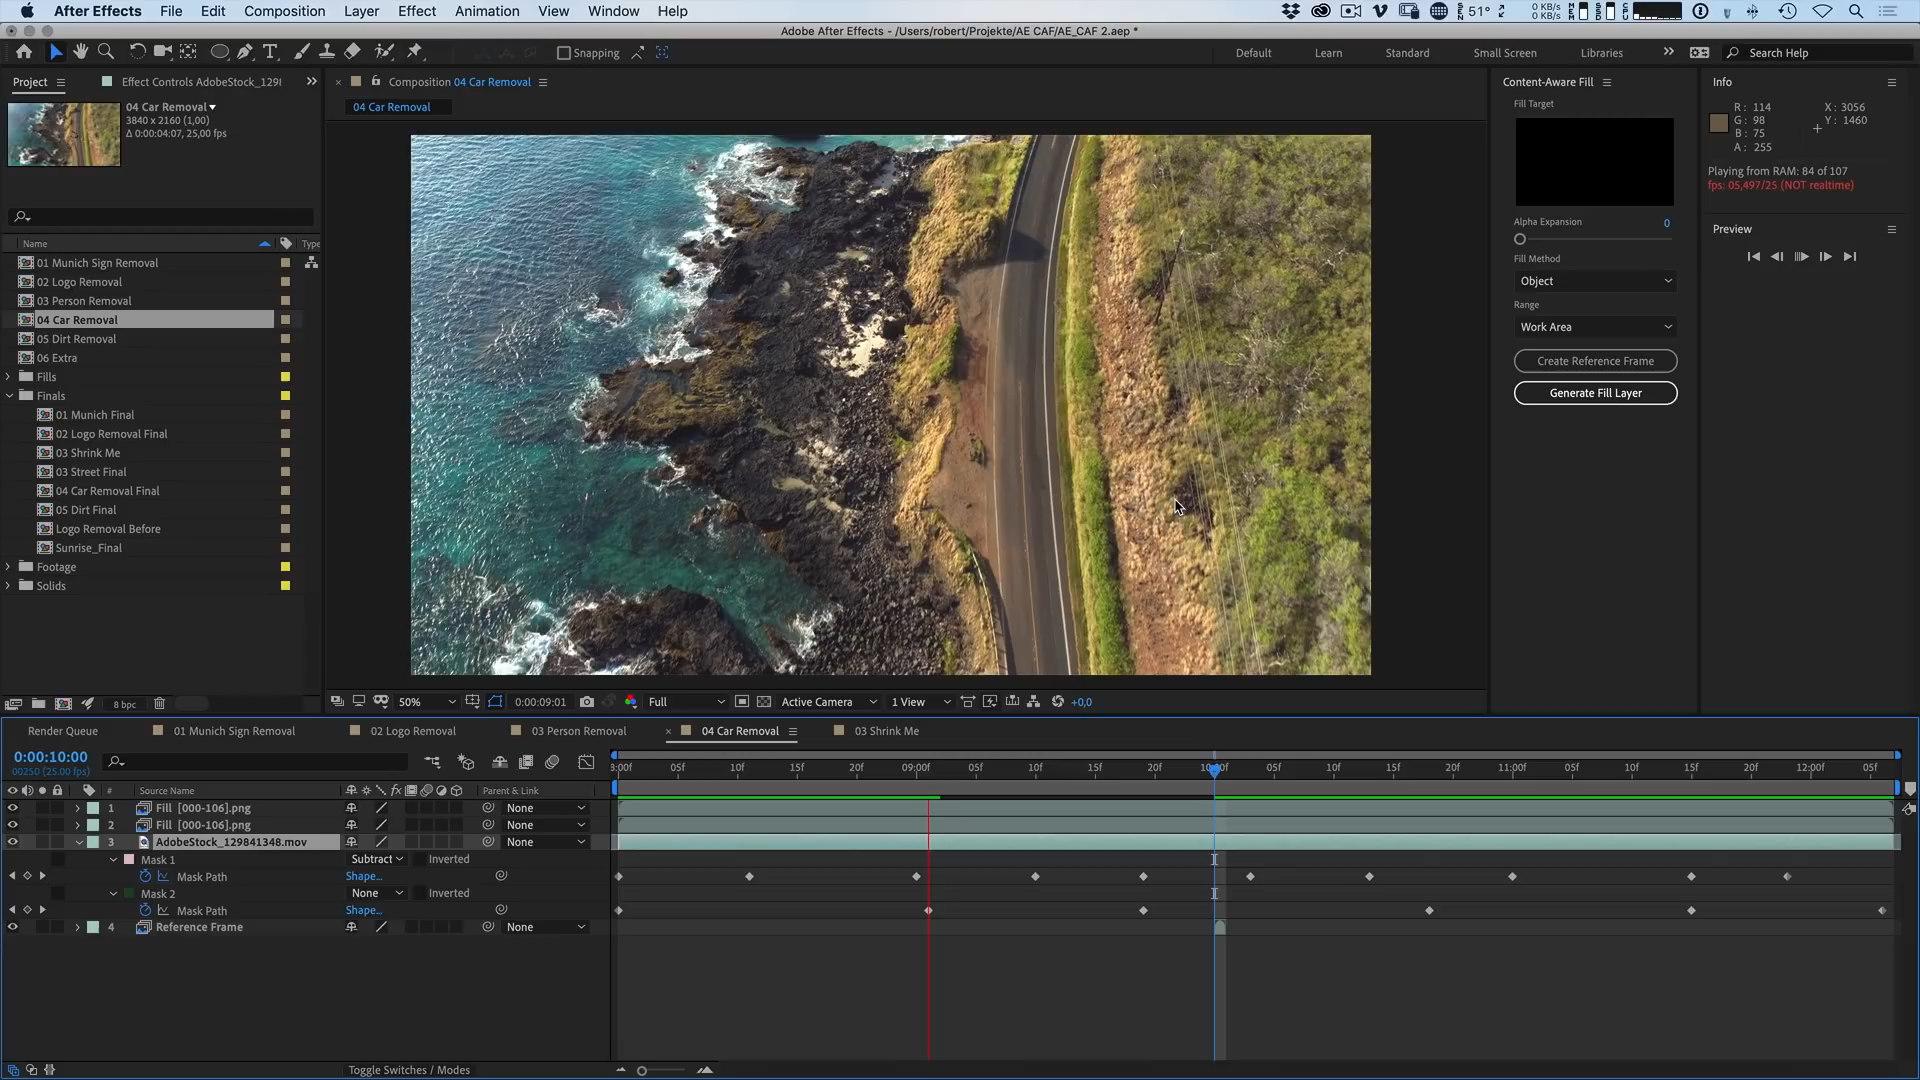 After Effects File Edit Composition Layer Effect Animation View Window Help
51° 0 KB/s 0 KB/s
Adobe After Effects - /Users/robert/Projekte/AE CAF/AE_CAF 2.aep *
Snapping Default Learn Standard Small Screen Libraries Search Help
Project Effect Controls AdobeStock_129
Composition 04 Car Removal
Content-Aware Fill
Info
04 Car Removal
3840 x 2160 (1,00)
Δ 0:00:04:07, 25,00 fps
04 Car Removal
Fill Target
R: 114
G: 98
B: 75
A: 255
X: 3056
Y: 1460
Playing from RAM: 84 of 107
fps: 05,497/25 (NOT realtime)
Alpha Expansion 0
Preview
Fill Method
Object
Range
Work Area
Create Reference Frame
Generate Fill Layer
Name Type
01 Munich Sign Removal
02 Logo Removal
03 Person Removal
04 Car Removal
05 Dirt Removal
06 Extra
Fills
Finals
01 Munich Final
02 Logo Removal Final
03 Shrink Me
03 Street Final
04 Car Removal Final
05 Dirt Final
Logo Removal Before
Sunrise_Final
Footage
Solids
8 bpc
50% 0:00:09:01 Full Active Camera 1 View +0,0
Render Queue 01 Munich Sign Removal 02 Logo Removal 03 Person Removal 04 Car Removal 03 Shrink Me
0:00:10:00
00250 (25.00 fps)
05f 10f 15f 20f 09:00f 05f 10f 15f 20f 05f 10f 15f 20f 11:00f 05f 10f 15f 20f 12:00f 05f
# Source Name fx Parent & Link
1 Fill [000-106].png None
2 Fill [000-106].png None
3 AdobeStock_129841348.mov None
Mask 1 Subtract Inverted
Mask Path Shape...
Mask 2 None Inverted
Mask Path Shape...
4 Reference Frame None
Toggle Switches / Modes